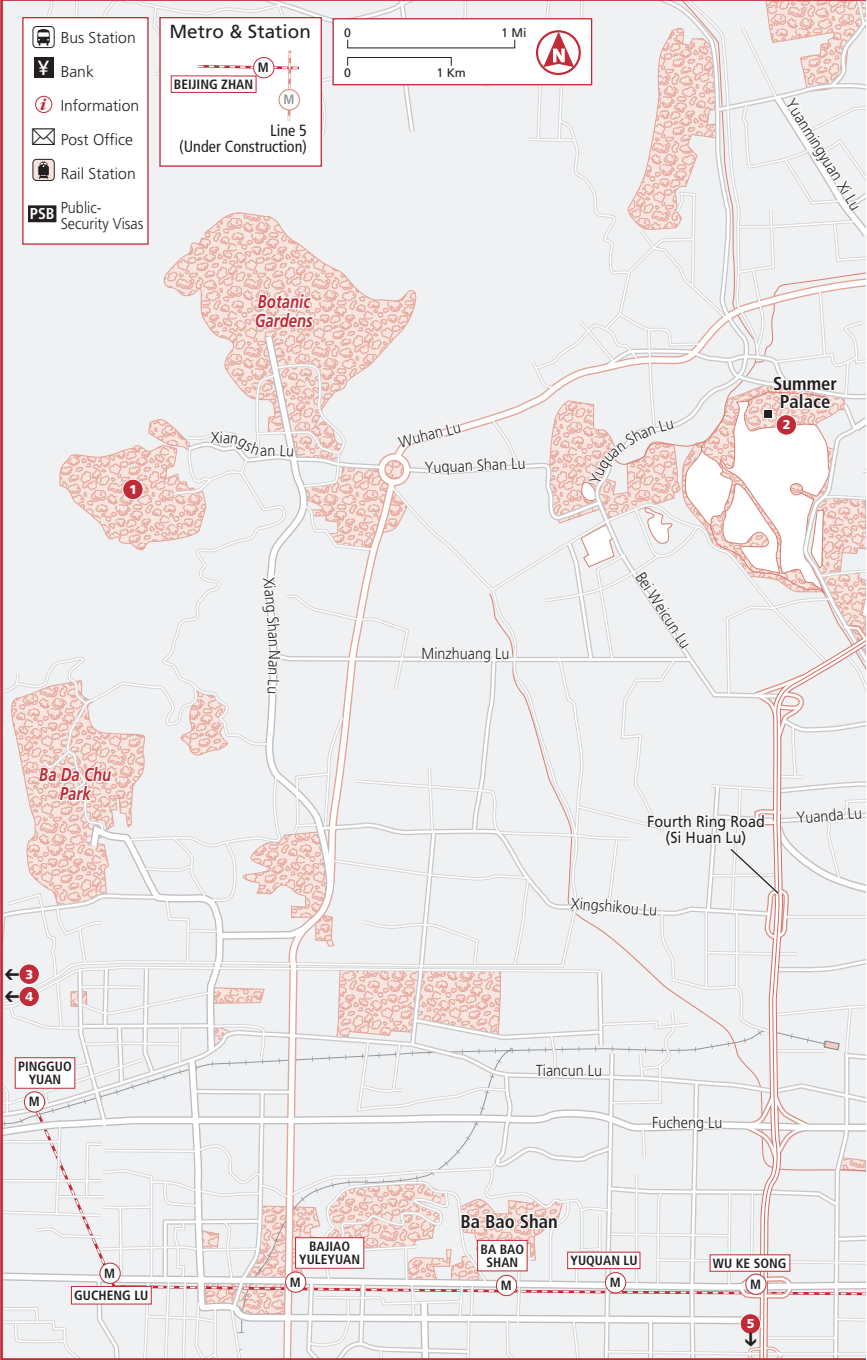 Bus Station
¥
Bank
i
Information
Post Office
Rail Station
PSB
Public-
Security Visas
Metro & Station
M
BEIJING ZHAN
M
Line 5
(Under Construction)
0
1 Mi
0
1 Km
N
Yuanmingyuan Xi Lu
Botanic
Gardens
Summer
Palace
2
Xiangshan Lu
Wuhan Lu
Yuquan Shan Lu
Yuquan Shan Lu
1
Bei Weicun Lu
Xiang Shan Nan Lu
Minzhuang Lu
Ba Da Chu
Park
Fourth Ring Road
(Si Huan Lu)
Yuanda Lu
Xingshikou Lu
3
4
PINGGUO
YUAN
M
Tiancun Lu
Fucheng Lu
Ba Bao Shan
BAJIAO
YULEYUAN
M
BA BAO
SHAN
M
YUQUAN LU
M
WU KE SONG
M
M
GUCHENG LU
5